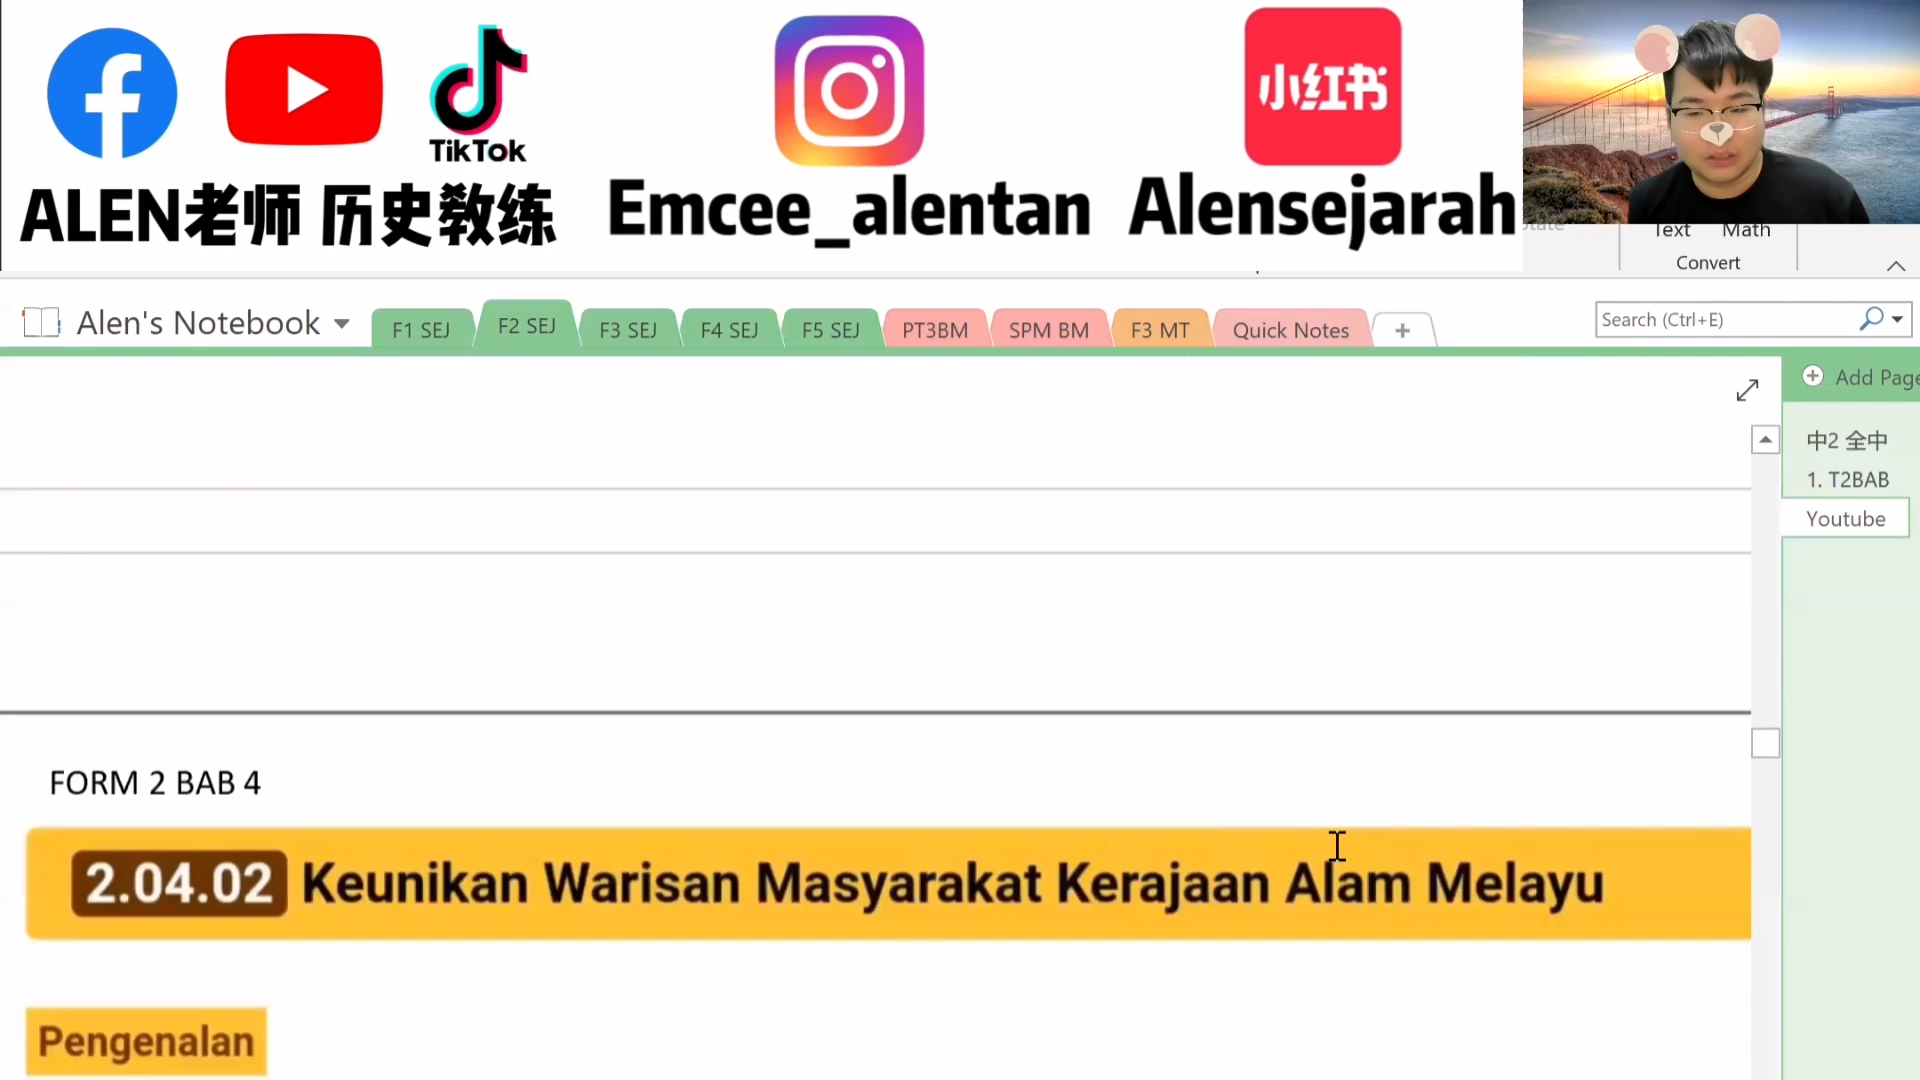 TikTok
小红书
ALEN老师 历史教练
Emcee_alentan
Alensejarah
Text
Math
Convert
Alen's Notebook
F1 SEJ
F2 SEJ
F3 SEJ
F4 SEJ
F5 SEJ
PT3BM
SPM BM
F3 MT
Quick Notes
Search (Ctrl+E)
Add Page
中2 全中
1. T2BAB
Youtube
FORM 2 BAB 4
2.04.02 Keunikan Warisan Masyarakat Kerajaan Alam Melayu
Pengenalan